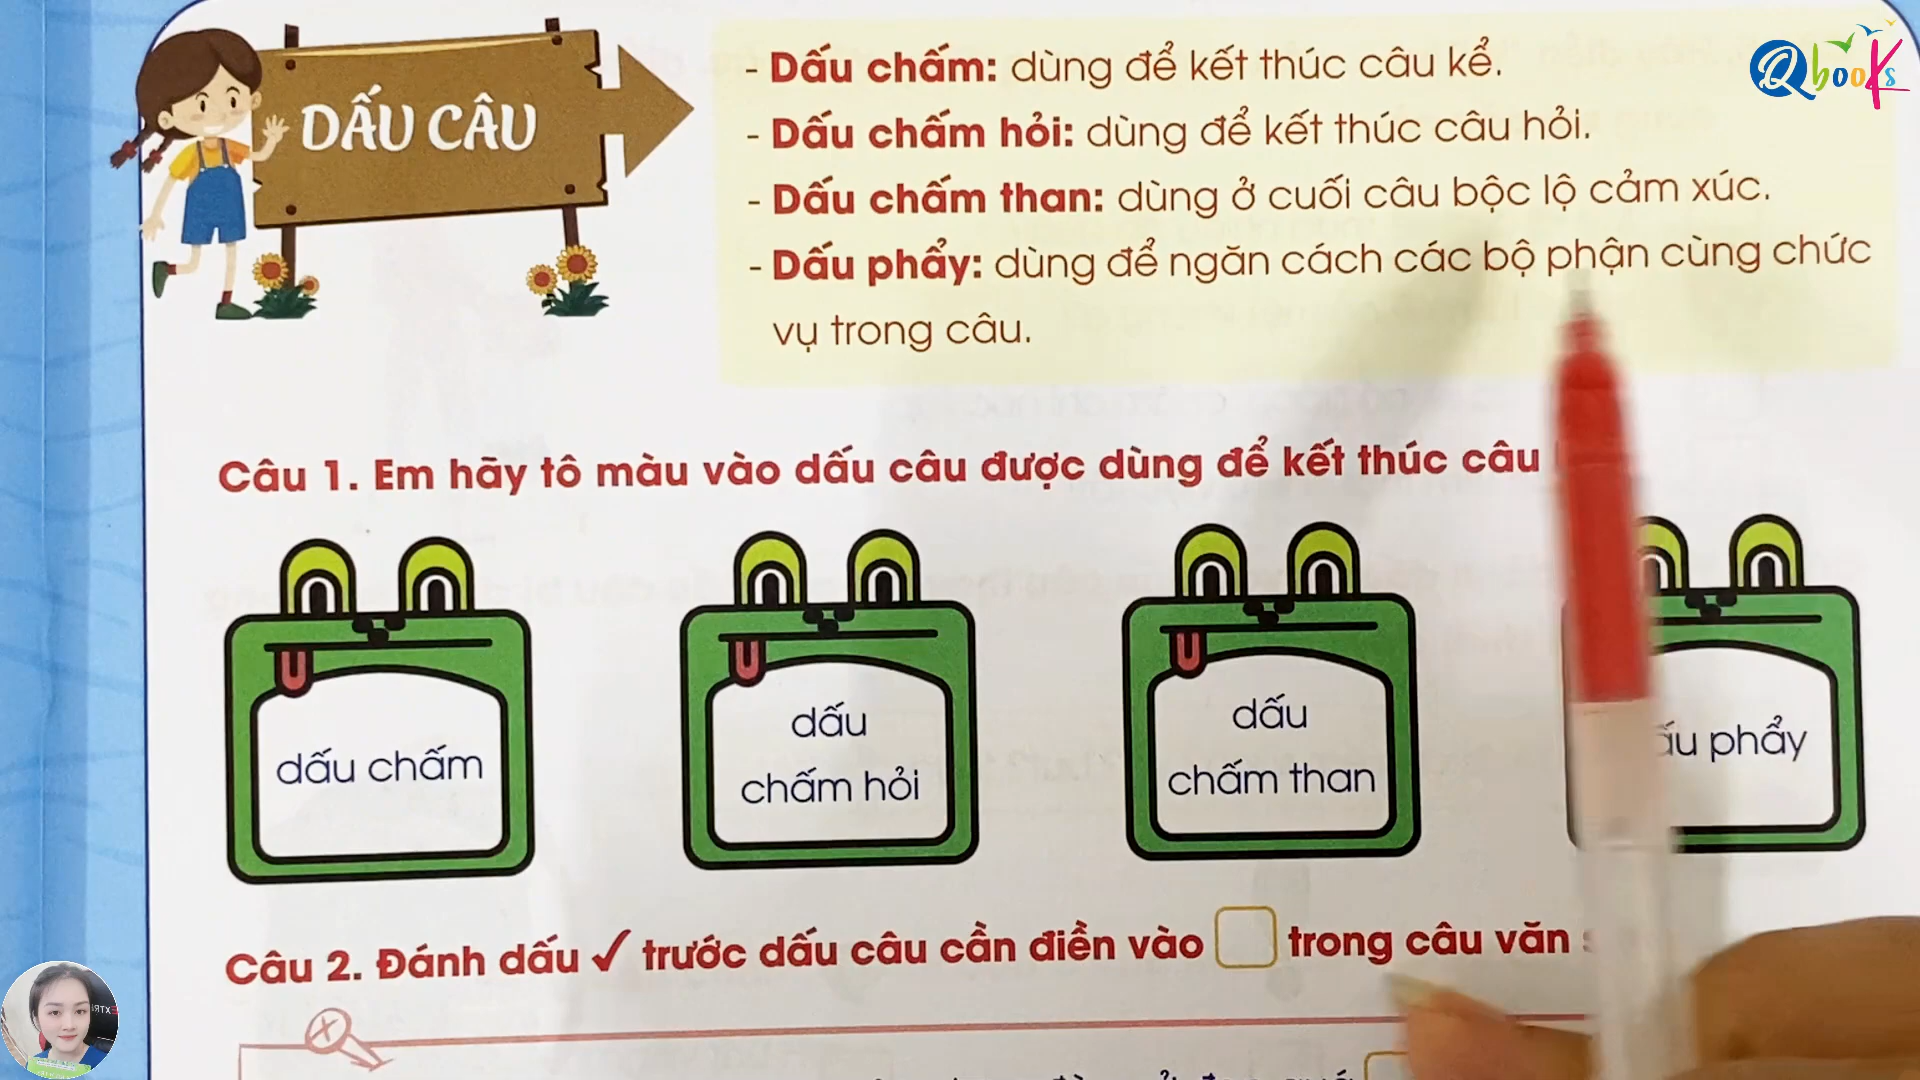 Qbooks
DẤU CÂU
- Dấu chấm: dùng để kết thúc câu kể.
- Dấu chấm hỏi: dùng để kết thúc câu hỏi.
- Dấu chấm than: dùng ở cuối câu bộc lộ cảm xúc.
- Dấu phẩy: dùng để ngăn cách các bộ phận cùng chức
vụ trong câu.
Câu 1. Em hãy tô màu vào dấu câu được dùng để kết thúc câu
dấu chấm
dấu
chấm hỏi
dấu
chấm than
phẩy
Câu 2. Đánh dấu ✓ trước dấu câu cần điền vào trong câu văn